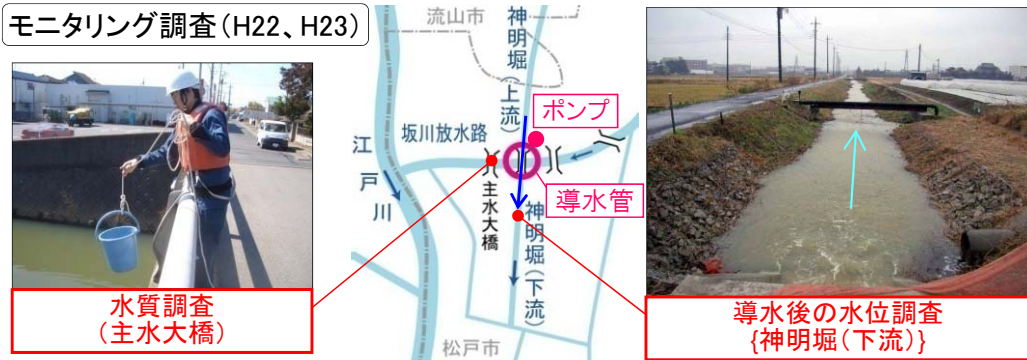 モニタリング調査(H22、H23)
流山市
神明堀(上流)
ポンプ
坂川放水路
江戸川
主水大橋
導水管
神明堀(下流)
松戸市
水質調査
(主水大橋)
導水後の水位調査
{神明堀(下流)}